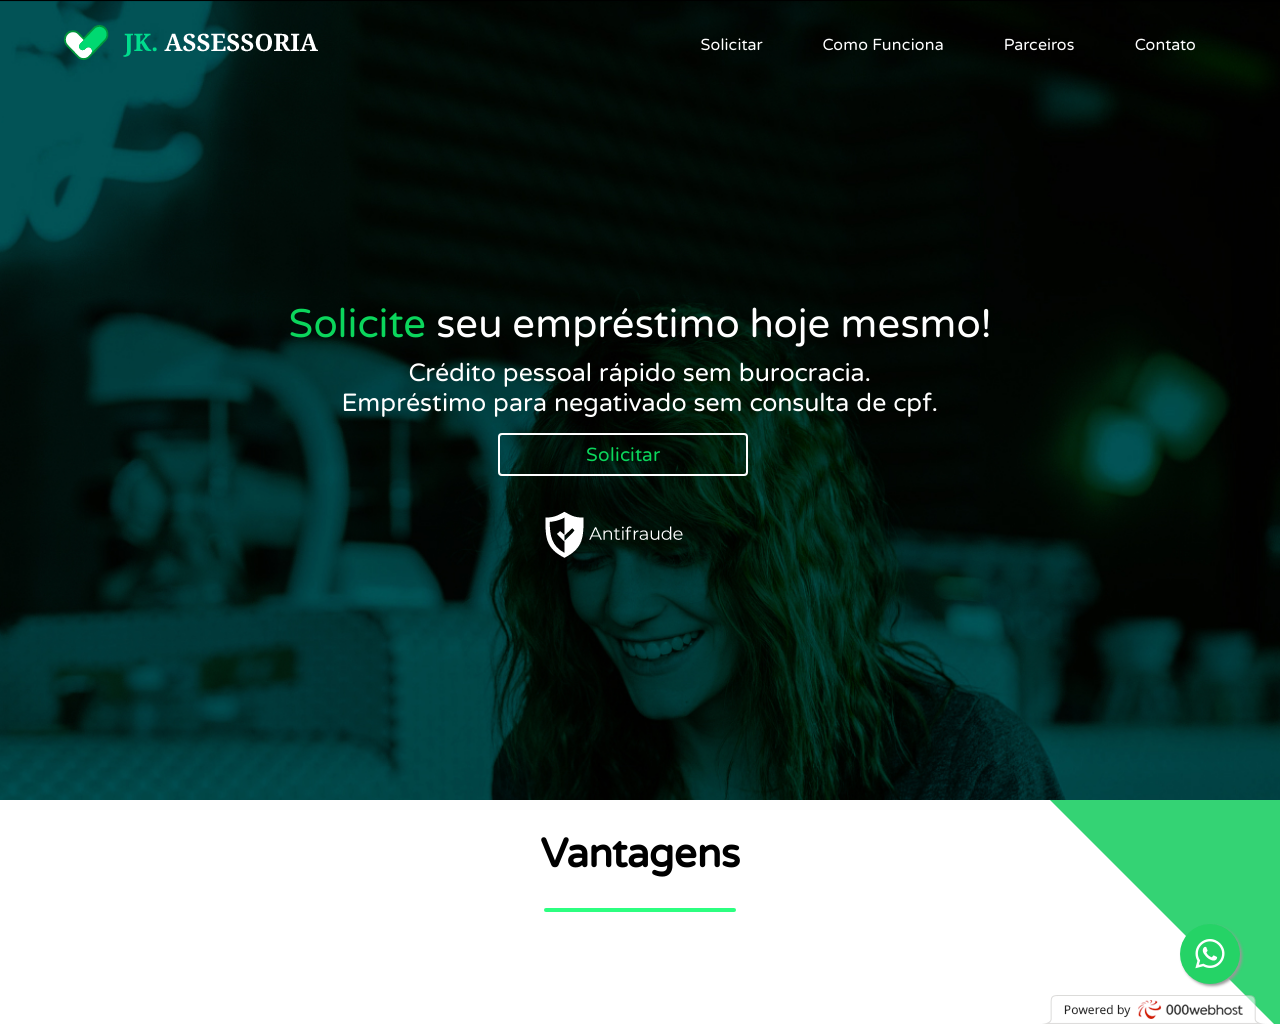 JK. ASSESSORIA
Solicitar
Como Funciona
Parceiros
Contato
Solicite seu empréstimo hoje mesmo!
Crédito pessoal rápido sem burocracia.
Empréstimo para negativado sem consulta de cpf.
Solicitar
Antifraude
Vantagens
Powered by 000webhost